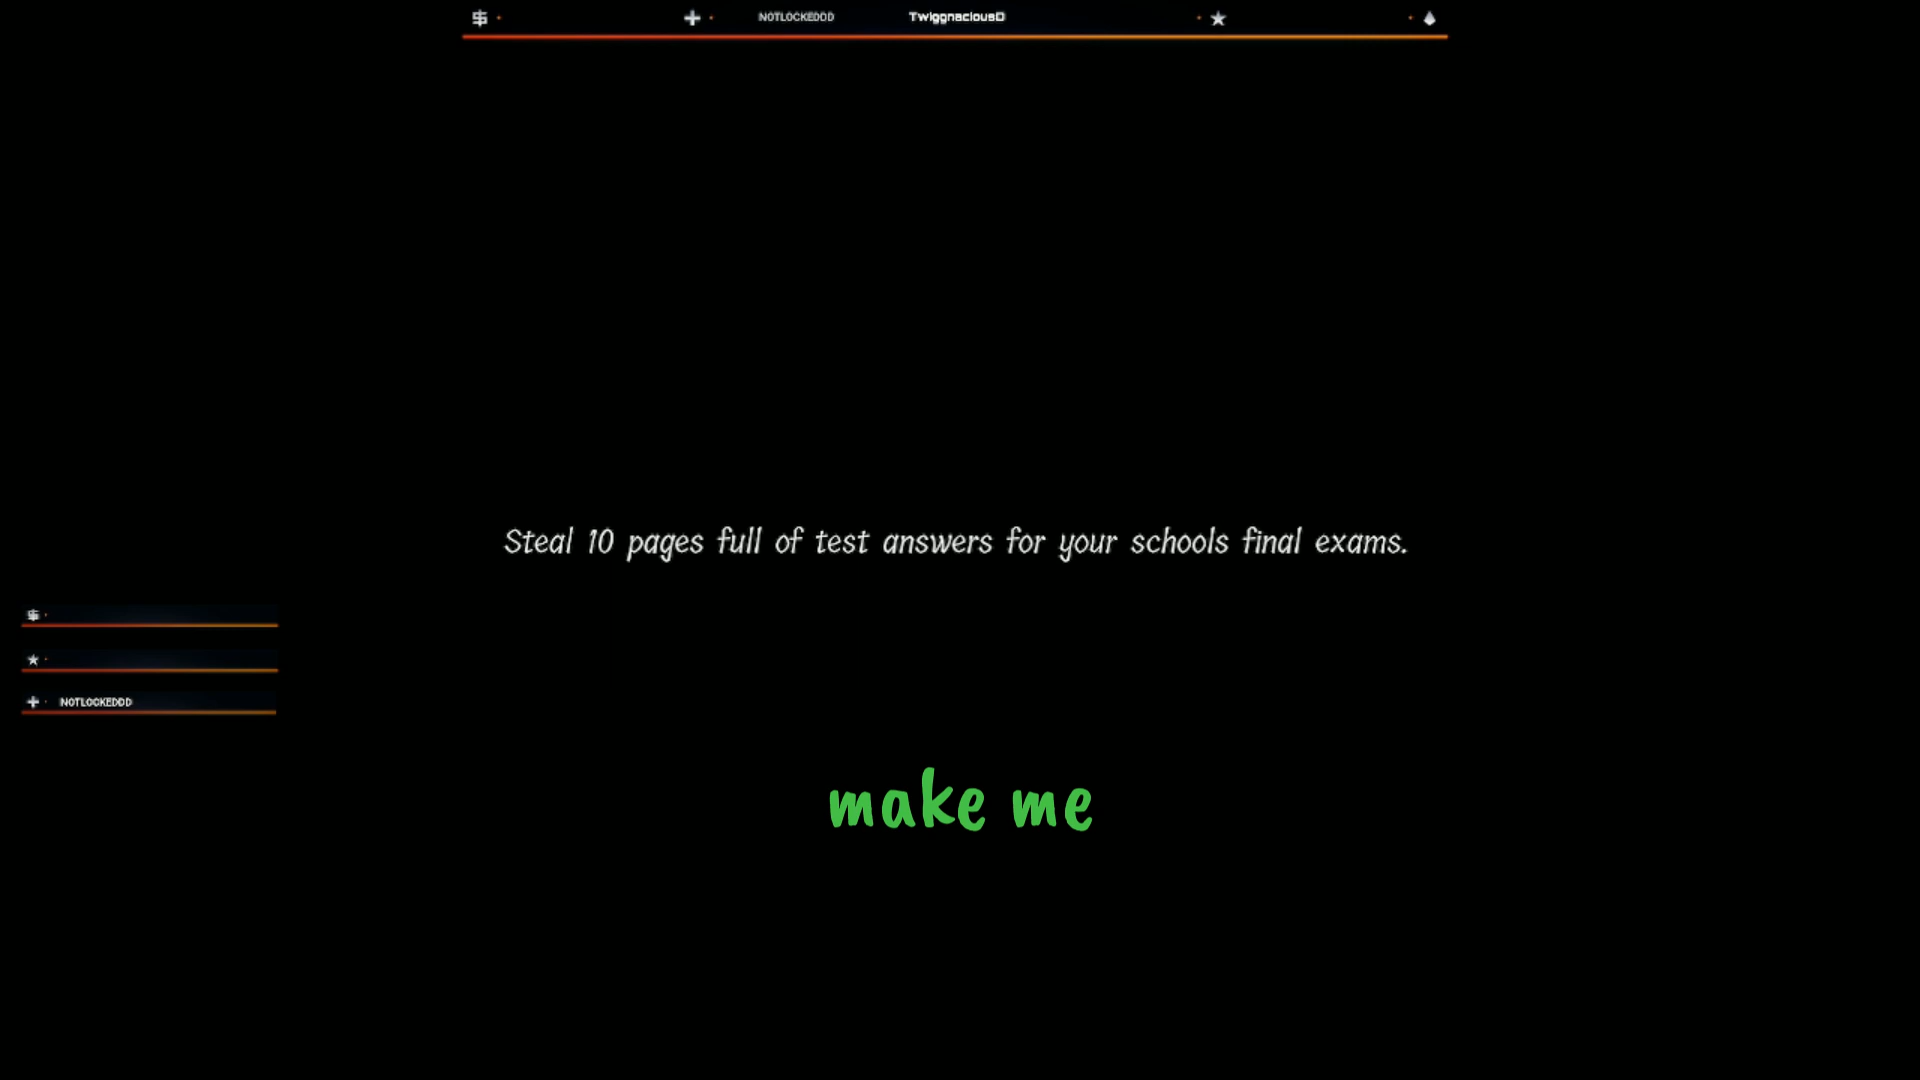 NOTLOCKEDDD TwiggnaciousD
Steal 10 pages full of test answers for your schools final exams.
NOTLOCKEDDD
make me